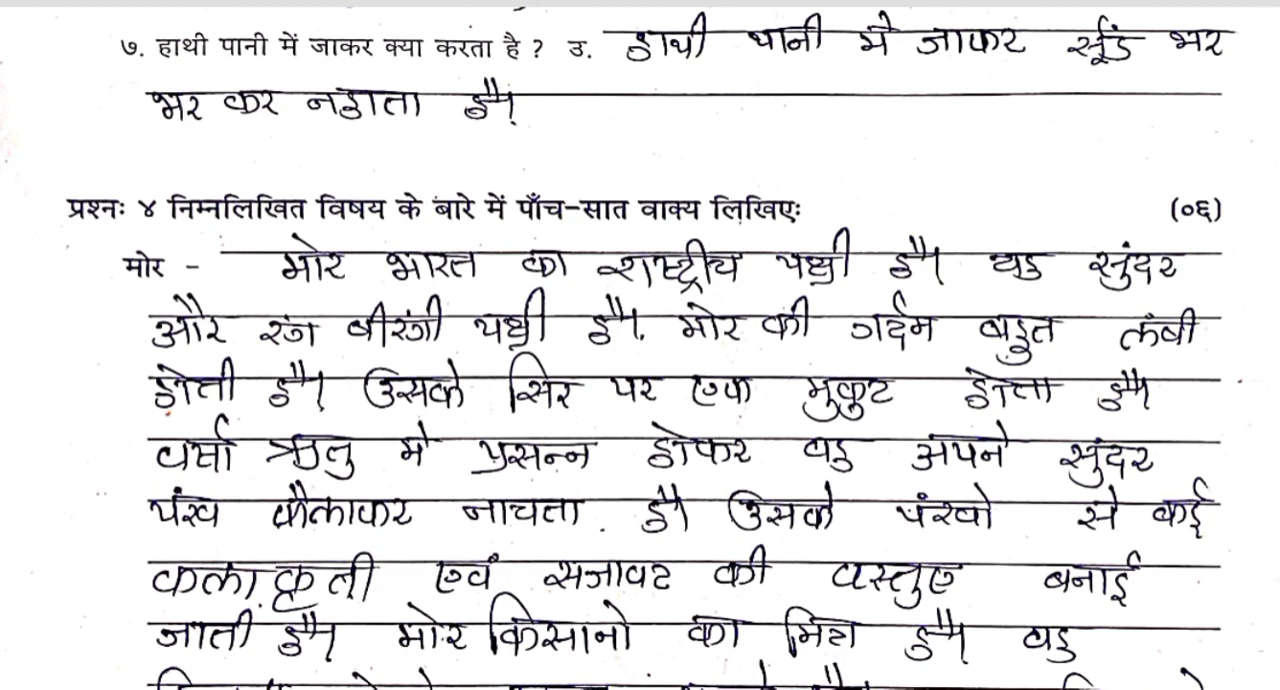 ७. हाथी पानी में जाकर क्या करता है ? उ. हाथी पानी मे जाकर सूंड भर
भर कर नहाता है।
प्रश्नः ४ निम्नलिखित विषय के बारे में पाँच-सात वाक्य लिखिएः (०६)
मोर - मोर भारत का राष्ट्रीय पक्षी है। यह सुंदर
और रंग बीरंगी पक्षी है। मोर की गर्दम बहुत लंबी
होती है। उसके सिर पर एक मुकुट होता है।
वर्षा ऋतु मे प्रसन्न होकर वह अपने सुंदर
पंख फैलाकर नाचता है। उसके पंखो से कई
कलाकृती एवं सजावट की वस्तुए बनाई
जाती है। मोर किसानो का मित्र है। वह